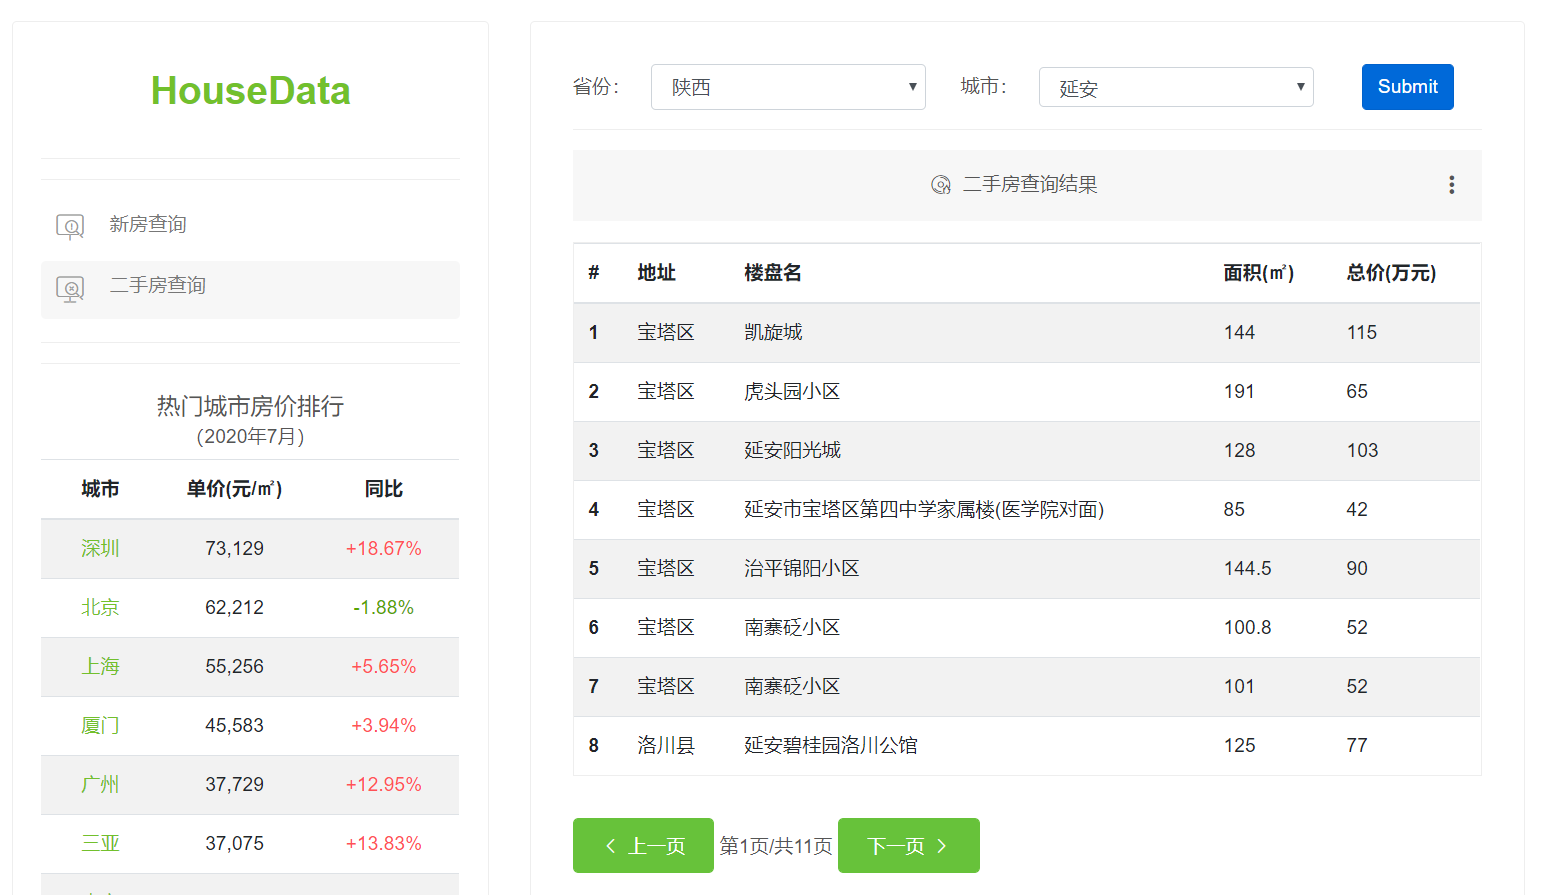 HouseData
新房查询
二手房查询
热门城市房价排行
(2020年7月)
城市 单价(元/㎡) 同比
深圳 73,129 +18.67%
北京 62,212 -1.88%
上海 55,256 +5.65%
厦门 45,583 +3.94%
广州 37,729 +12.95%
三亚 37,075 +13.83%
省份： 陕西 城市： 延安 Submit
二手房查询结果
# 地址 楼盘名 面积(㎡) 总价(万元)
1 宝塔区 凯旋城 144 115
2 宝塔区 虎头园小区 191 65
3 宝塔区 延安阳光城 128 103
4 宝塔区 延安市宝塔区第四中学家属楼(医学院对面) 85 42
5 宝塔区 治平锦阳小区 144.5 90
6 宝塔区 南寨砭小区 100.8 52
7 宝塔区 南寨砭小区 101 52
8 洛川县 延安碧桂园洛川公馆 125 77
上一页 第1页/共11页 下一页